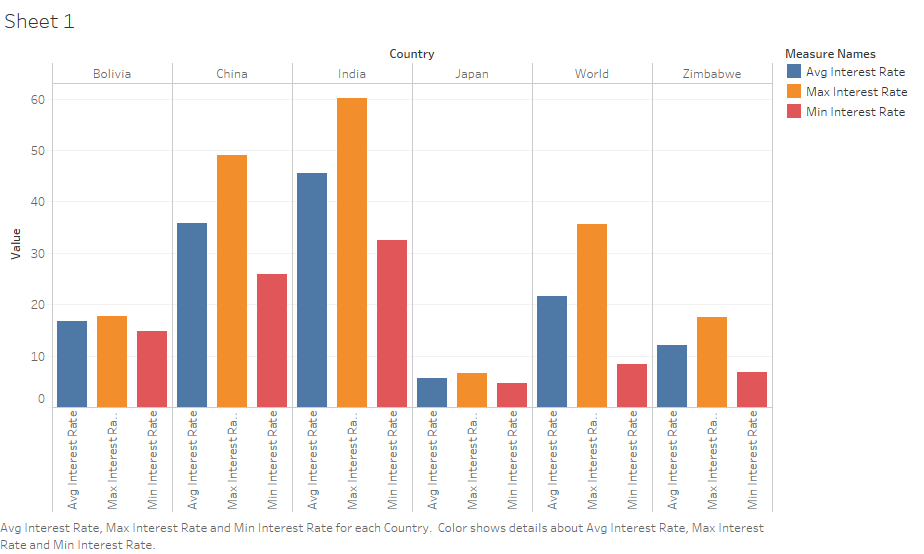 Sheet 1
Country
Measure Names
Bolivia China India Japan World Zimbabwe
Avg Interest Rate
Max Interest Rate
Min Interest Rate
Value
60
50
40
30
20
10
0
Avg Interest Rate
Max Interest Ra..
Min Interest Rate
Avg Interest Rate
Max Interest Ra..
Min Interest Rate
Avg Interest Rate
Max Interest Ra..
Min Interest Rate
Avg Interest Rate
Max Interest Ra..
Min Interest Rate
Avg Interest Rate
Max Interest Ra..
Min Interest Rate
Avg Interest Rate
Max Interest Ra..
Min Interest Rate
Avg Interest Rate, Max Interest Rate and Min Interest Rate for each Country.  Color shows details about Avg Interest Rate, Max Interest
Rate and Min Interest Rate.